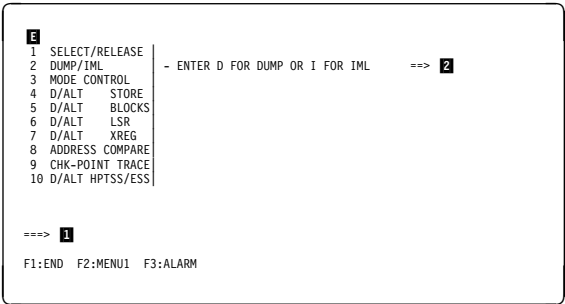 E
1 SELECT/RELEASE
2 DUMP/IML - ENTER D FOR DUMP OR I FOR IML ==> 2
3 MODE CONTROL
4 D/ALT STORE
5 D/ALT BLOCKS
6 D/ALT LSR
7 D/ALT XREG
8 ADDRESS COMPARE
9 CHK-POINT TRACE
10 D/ALT HPTSS/ESS
===> 1
F1:END F2:MENU1 F3:ALARM